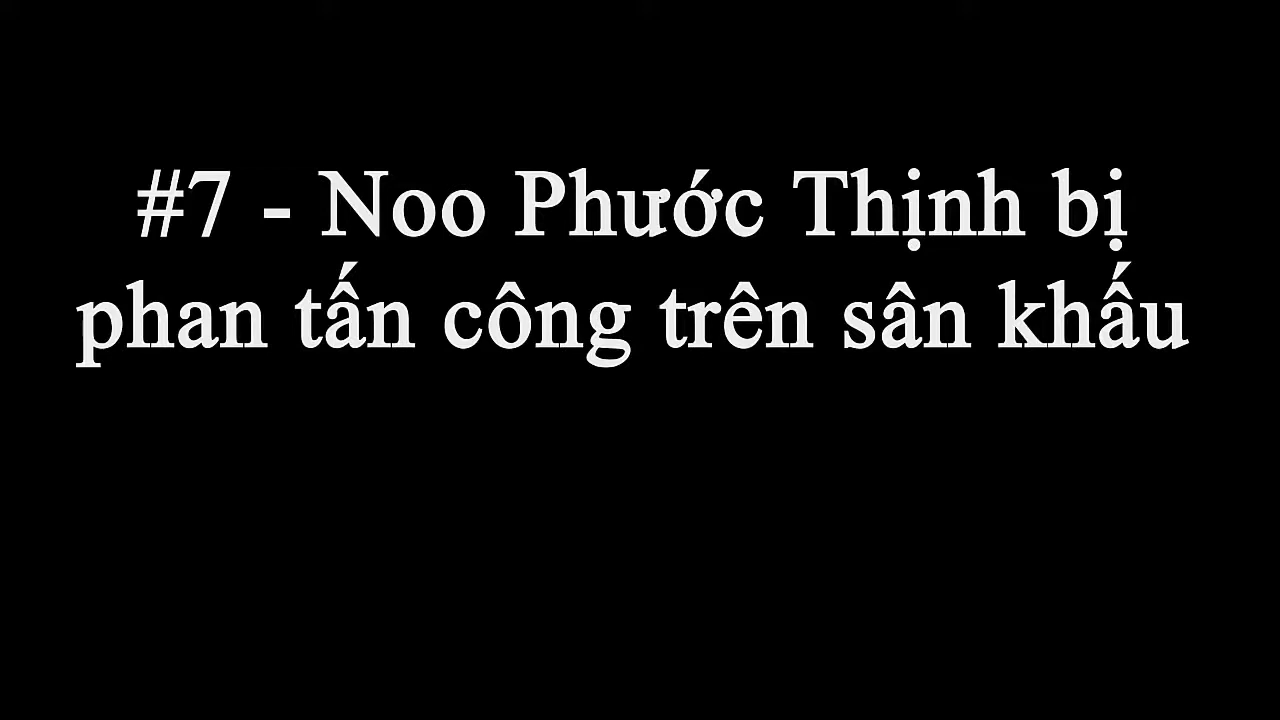 #7 - Noo Phước Thịnh bị
phan tấn công trên sân khấu